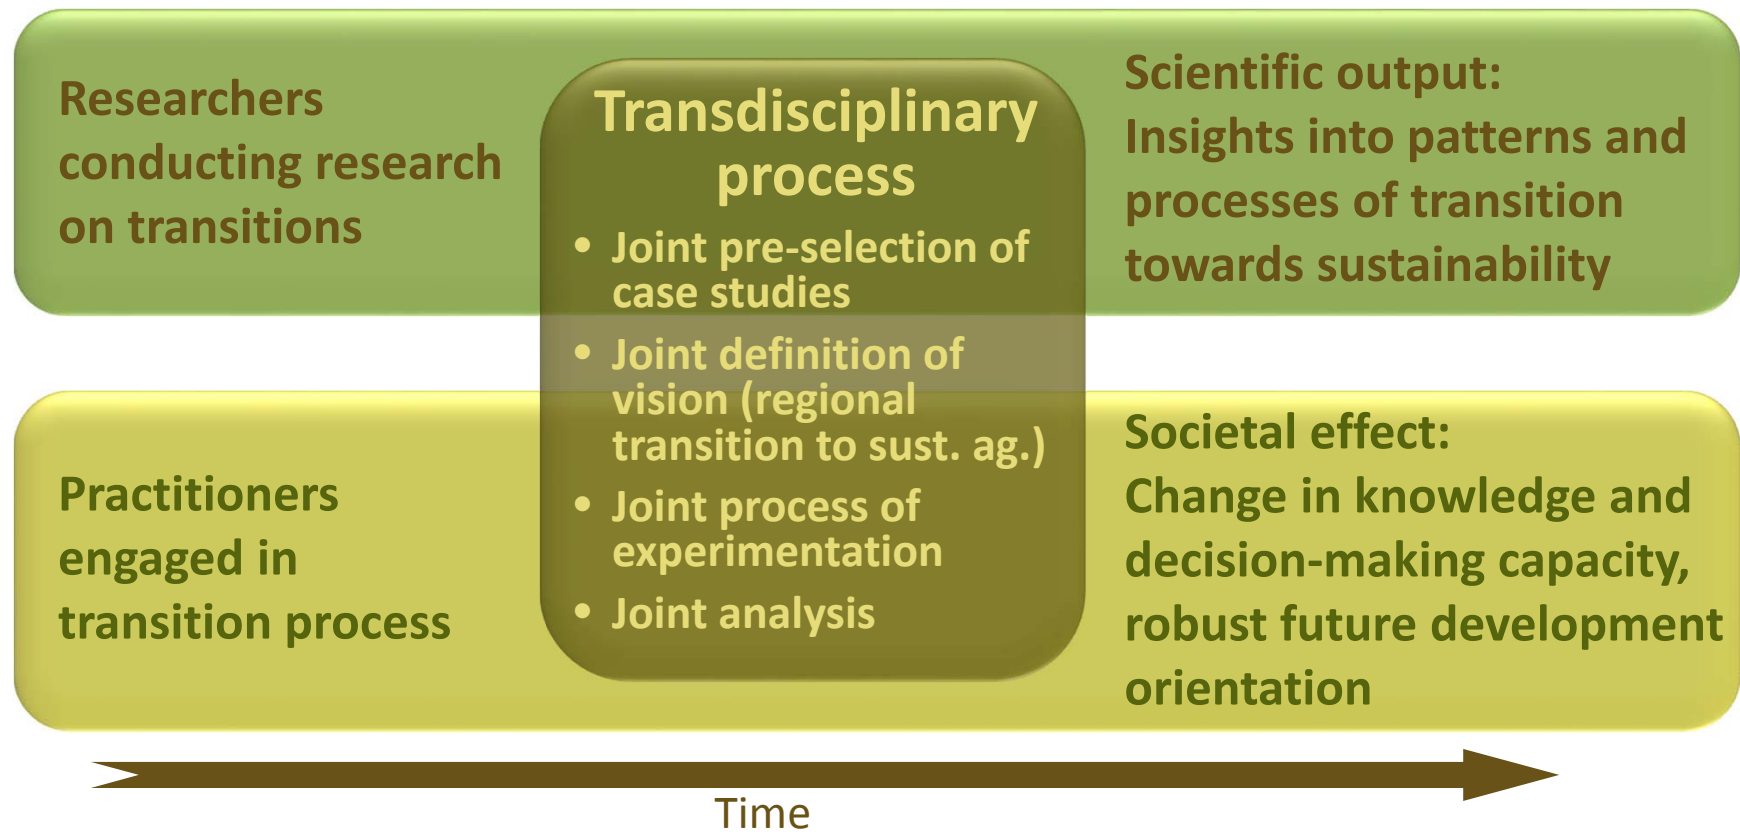 Researchers
conducting research
on transitions
Transdisciplinary
process
• Joint pre-selection of
case studies
• Joint definition of
vision (regional
transition to sust. ag.)
• Joint process of
experimentation
• Joint analysis
Scientific output:
Insights into patterns and
processes of transition
towards sustainability
Practitioners
engaged in
transition process
Societal effect:
Change in knowledge and
decision-making capacity,
robust future development
orientation
Time